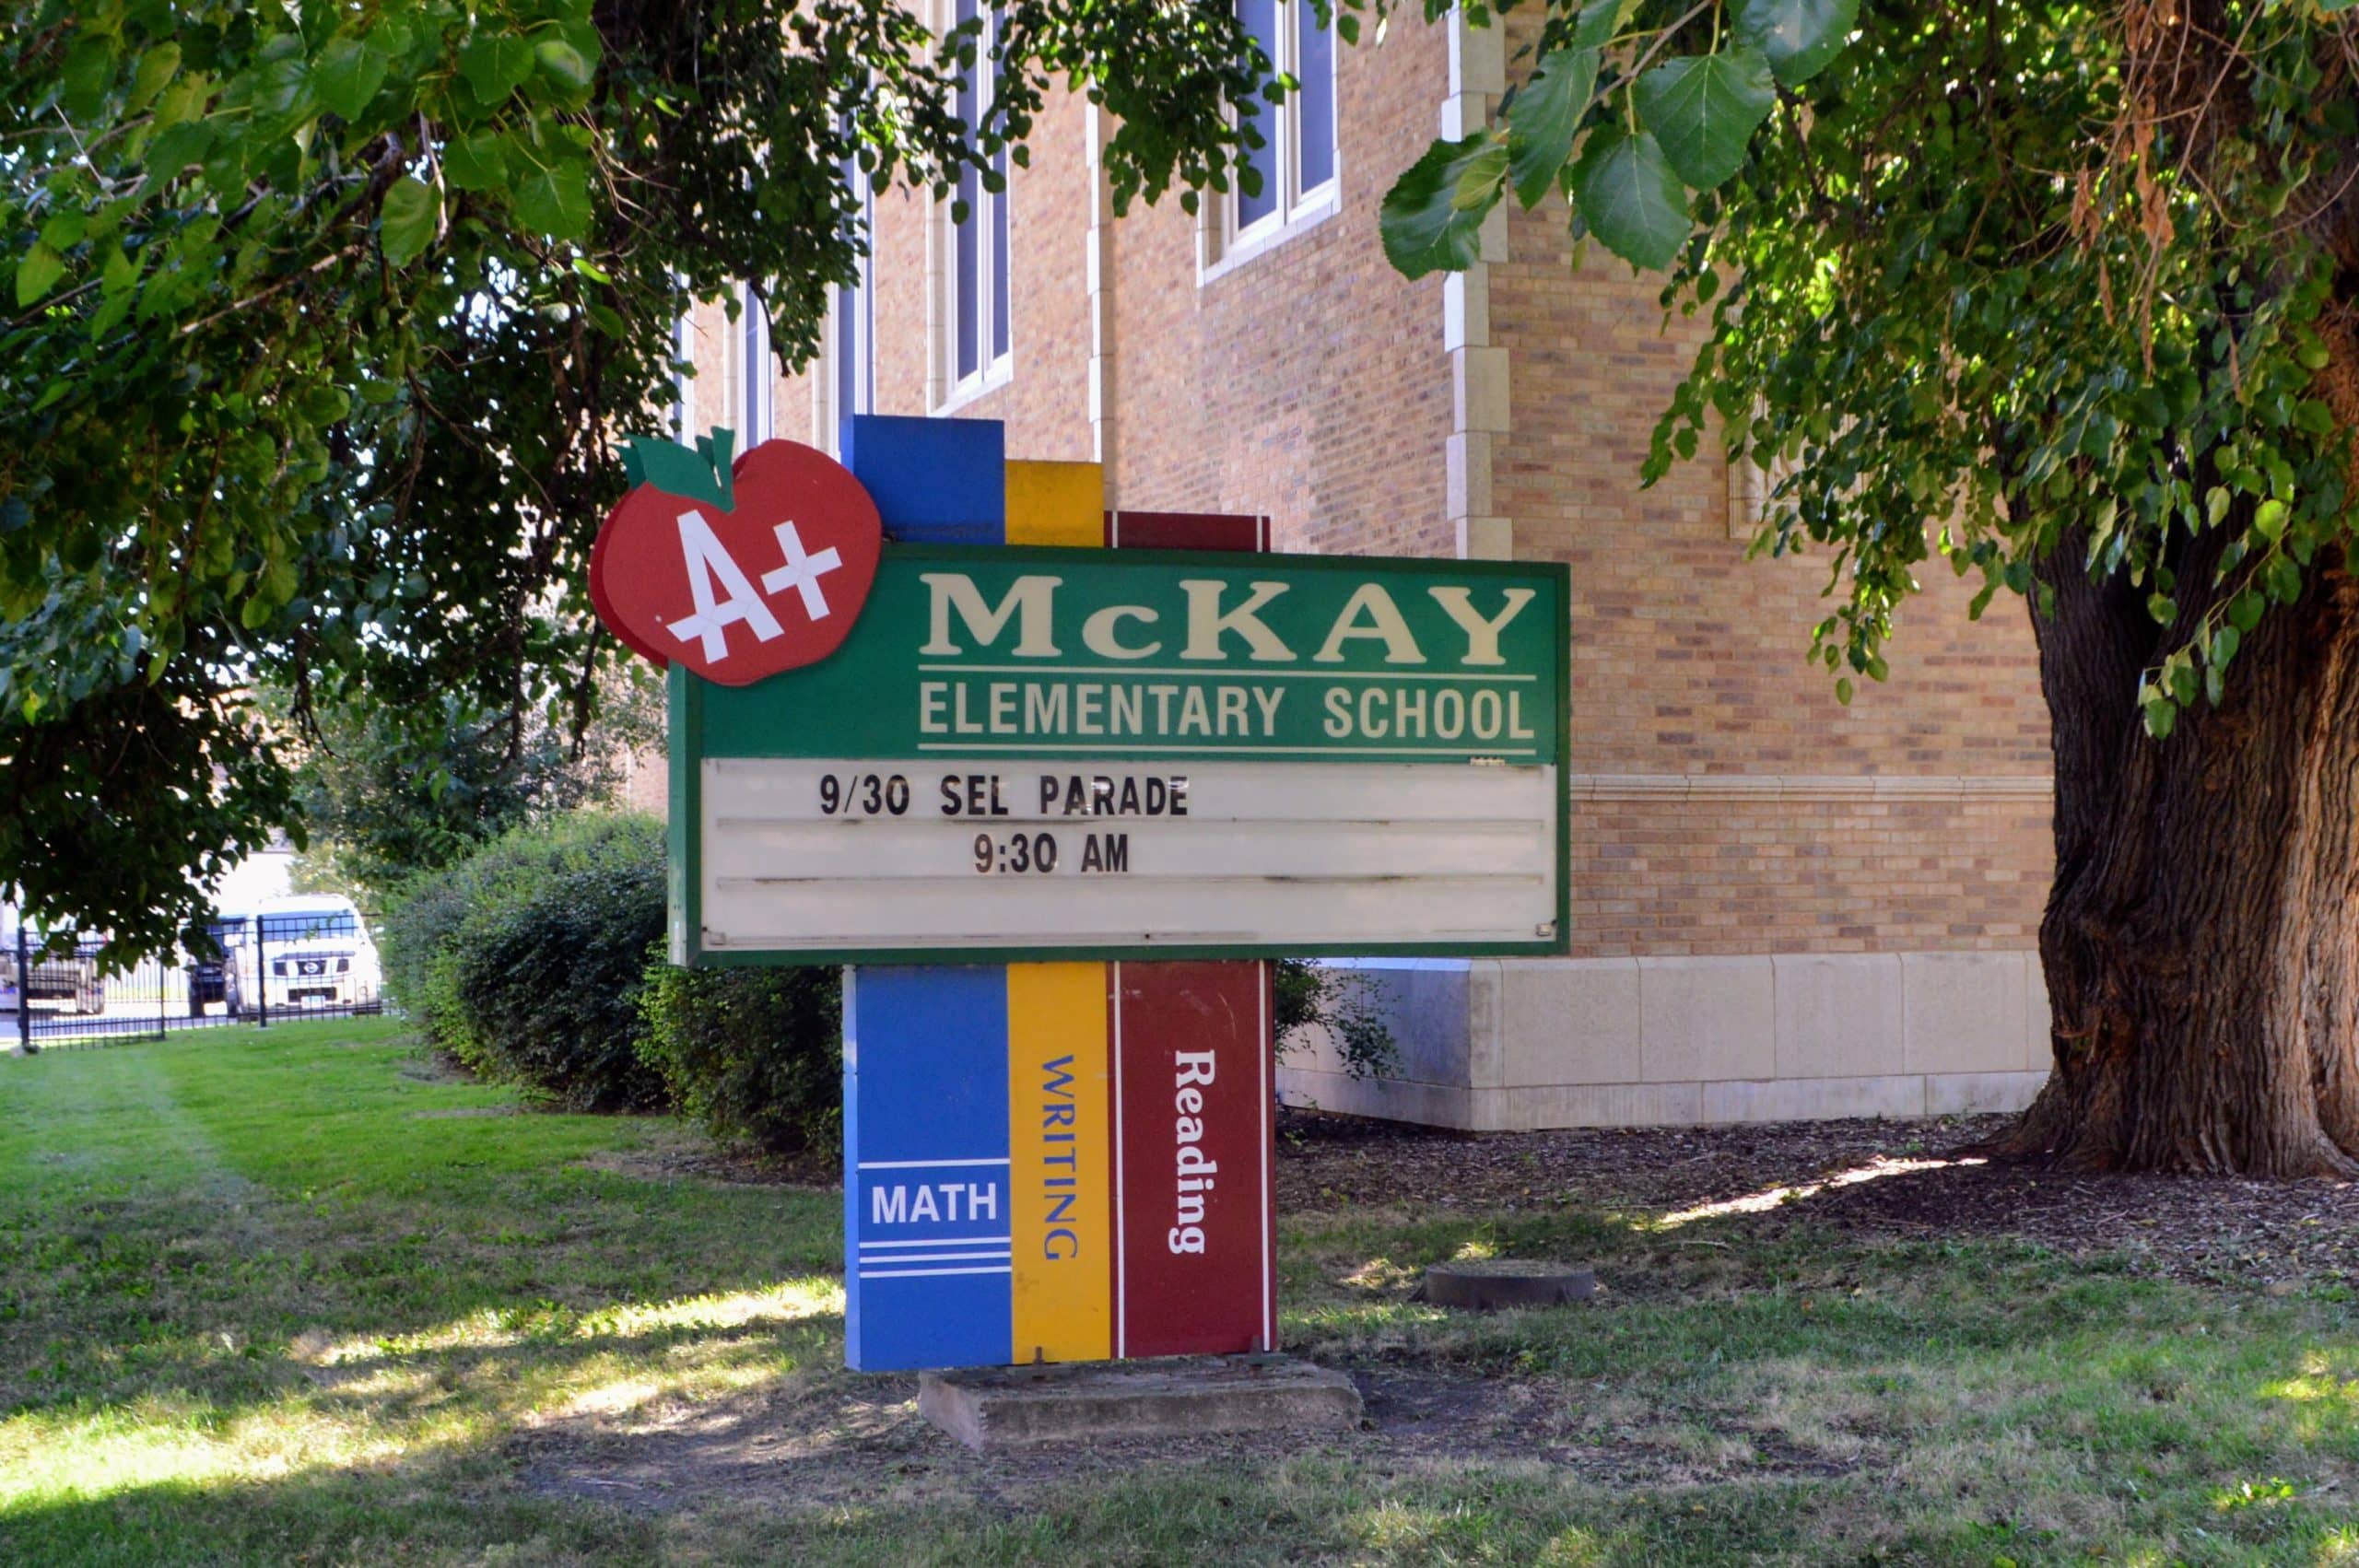 A+
McKAY
ELEMENTARY SCHOOL
9/30 SEL PARADE
9:30 AM
MATH
WRITING
Reading